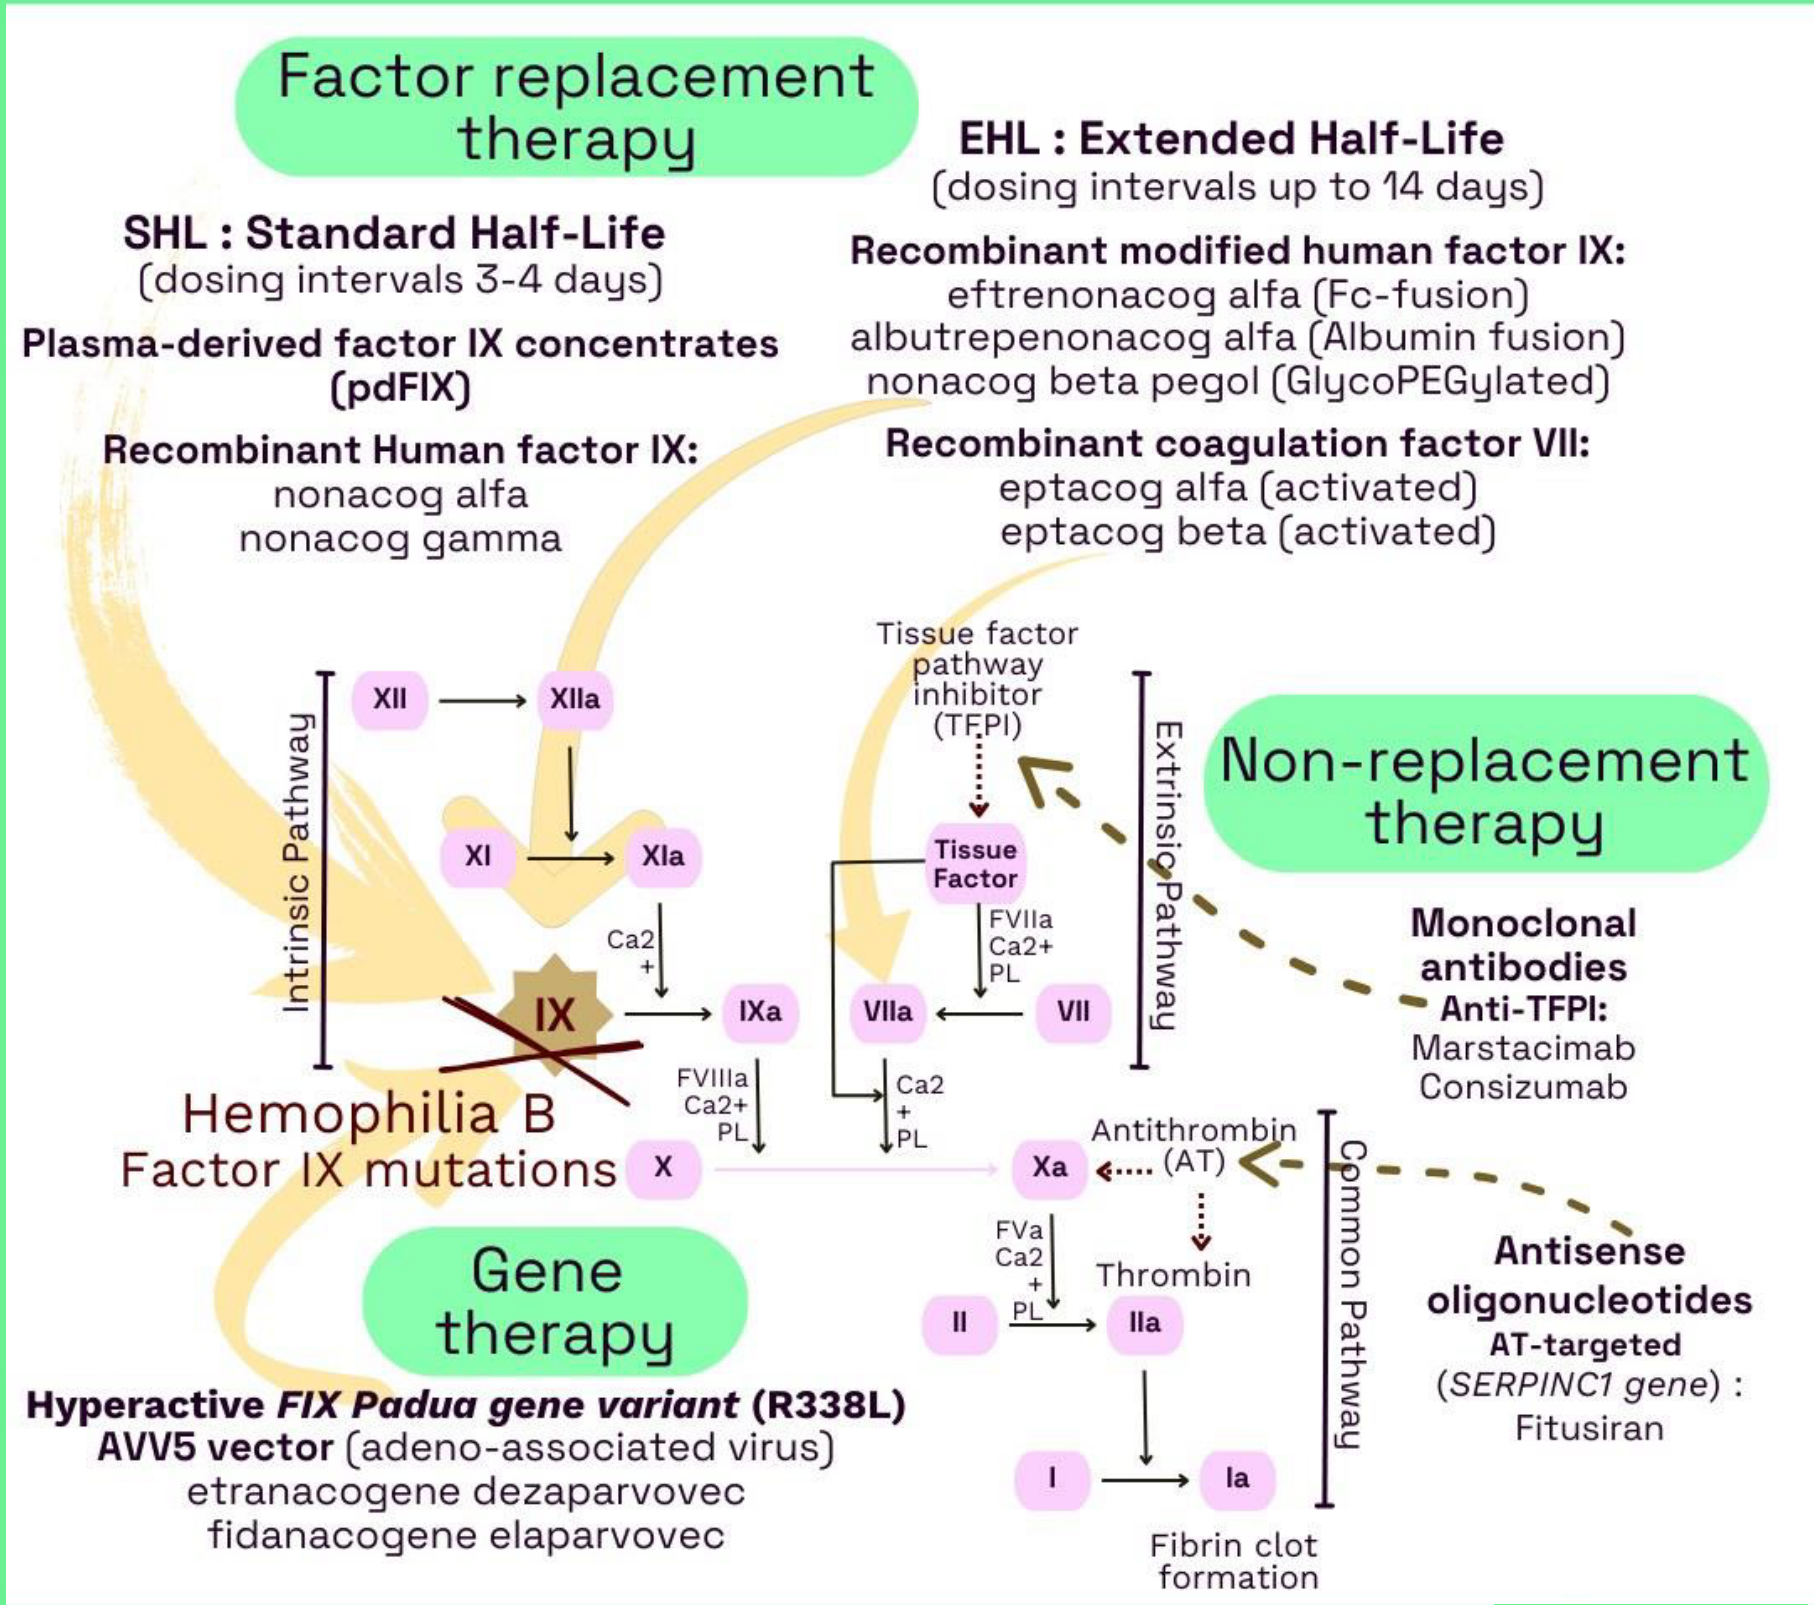 Factor replacement
therapy
SHL : Standard Half-Life
(dosing intervals 3-4 days)
Plasma-derived factor IX concentrates
(pdFIX)
Recombinant Human factor IX:
nonacog alfa
nonacog gamma
EHL : Extended Half-Life
(dosing intervals up to 14 days)
Recombinant modified human factor IX:
eftrenonacog alfa (Fc-fusion)
albutrepenonacog alfa (Albumin fusion)
nonacog beta pegol (GlycoPEGylated)
Recombinant coagulation factor VII:
eptacog alfa (activated)
eptacog beta (activated)
Intrinsic Pathway
XII
XIIa
XI
XIa
Ca2
+
IX
IXa
FVIIIa
Ca2+
PL
Hemophilia B
Factor IX mutations
X
Tissue factor
pathway
inhibitor
(TFPI)
Tissue
Factor
FVIIa
Ca2+
PL
VIIa
VII
Ca2
+
PL
Extrinsic Pathway
Non-replacement
therapy
Monoclonal
antibodies
Anti-TFPI:
Marstacimab
Consizumab
Xa
Antithrombin
(AT)
Thrombin
FVa
Ca2
+
PL
II
IIa
I
Ia
Fibrin clot
formation
Common Pathway
Antisense
oligonucleotides
AT-targeted
(SERPINC1 gene) :
Fitusiran
Gene
therapy
Hyperactive FIX Padua gene variant (R338L)
AVV5 vector (adeno-associated virus)
etranacogene dezaparvovec
fidanacogene elaparvovec